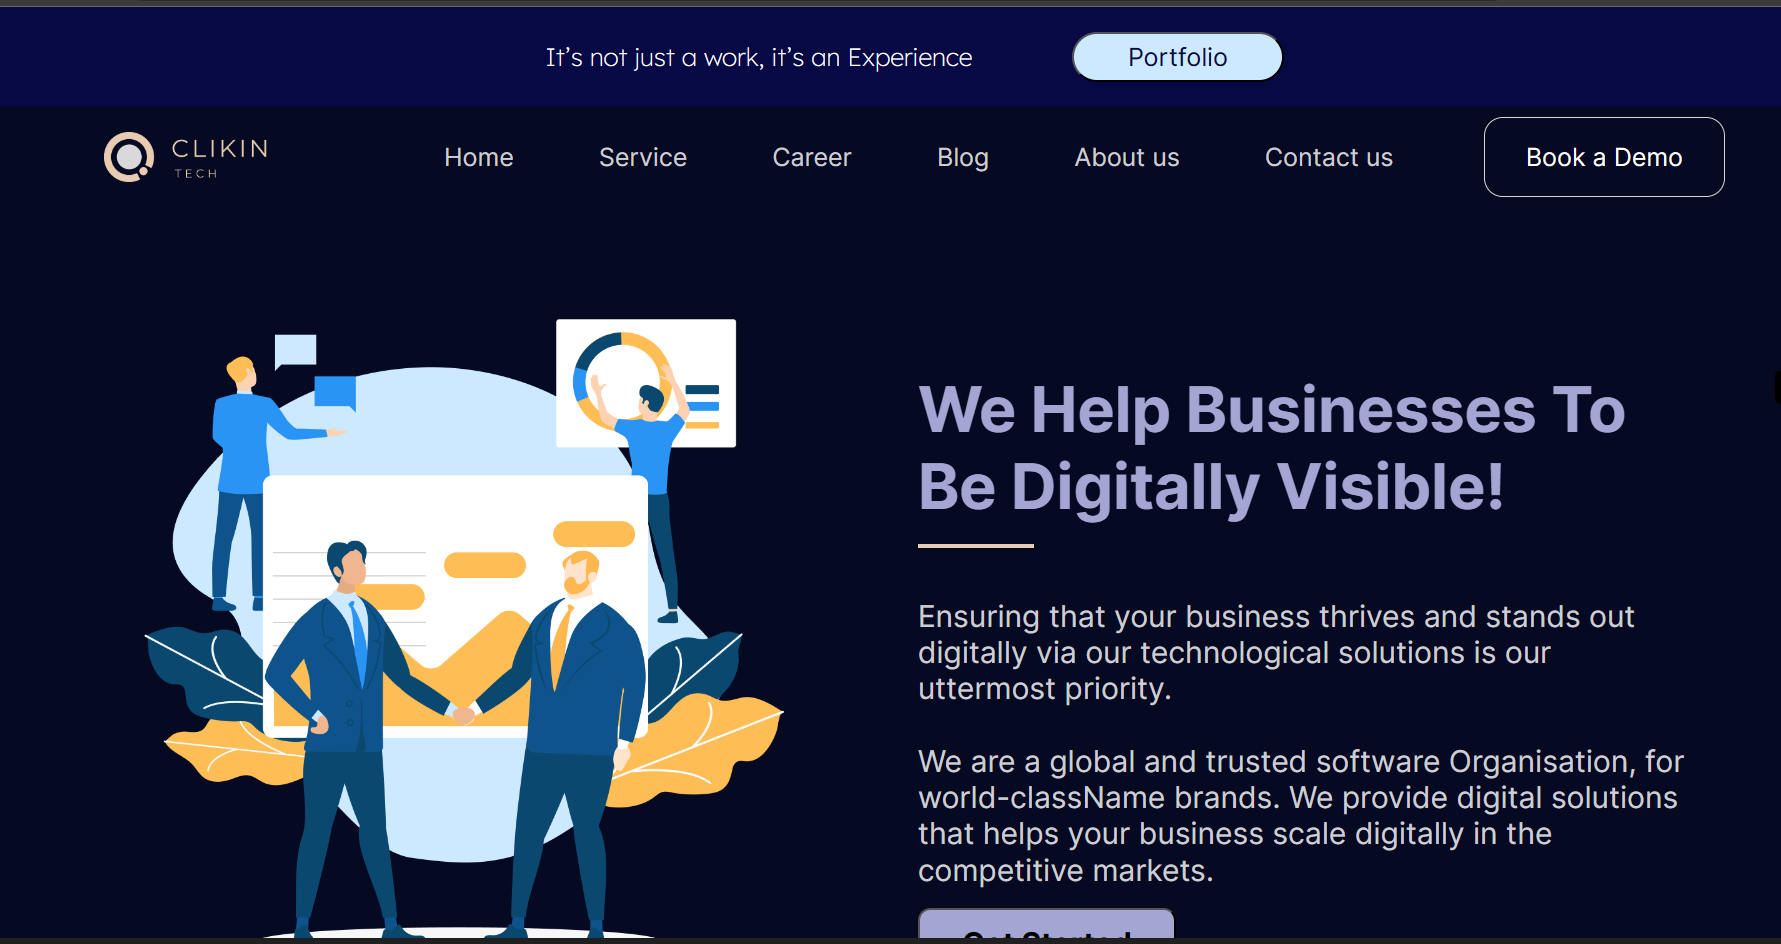 It’s not just a work, it’s an Experience
Portfolio
CLIKIN
TECH
Home
Service
Career
Blog
About us
Contact us
Book a Demo
We Help Businesses To
Be Digitally Visible!
Ensuring that your business thrives and stands out
digitally via our technological solutions is our
uttermost priority.
We are a global and trusted software Organisation, for
world-className brands. We provide digital solutions
that helps your business scale digitally in the
competitive markets.
Get Started